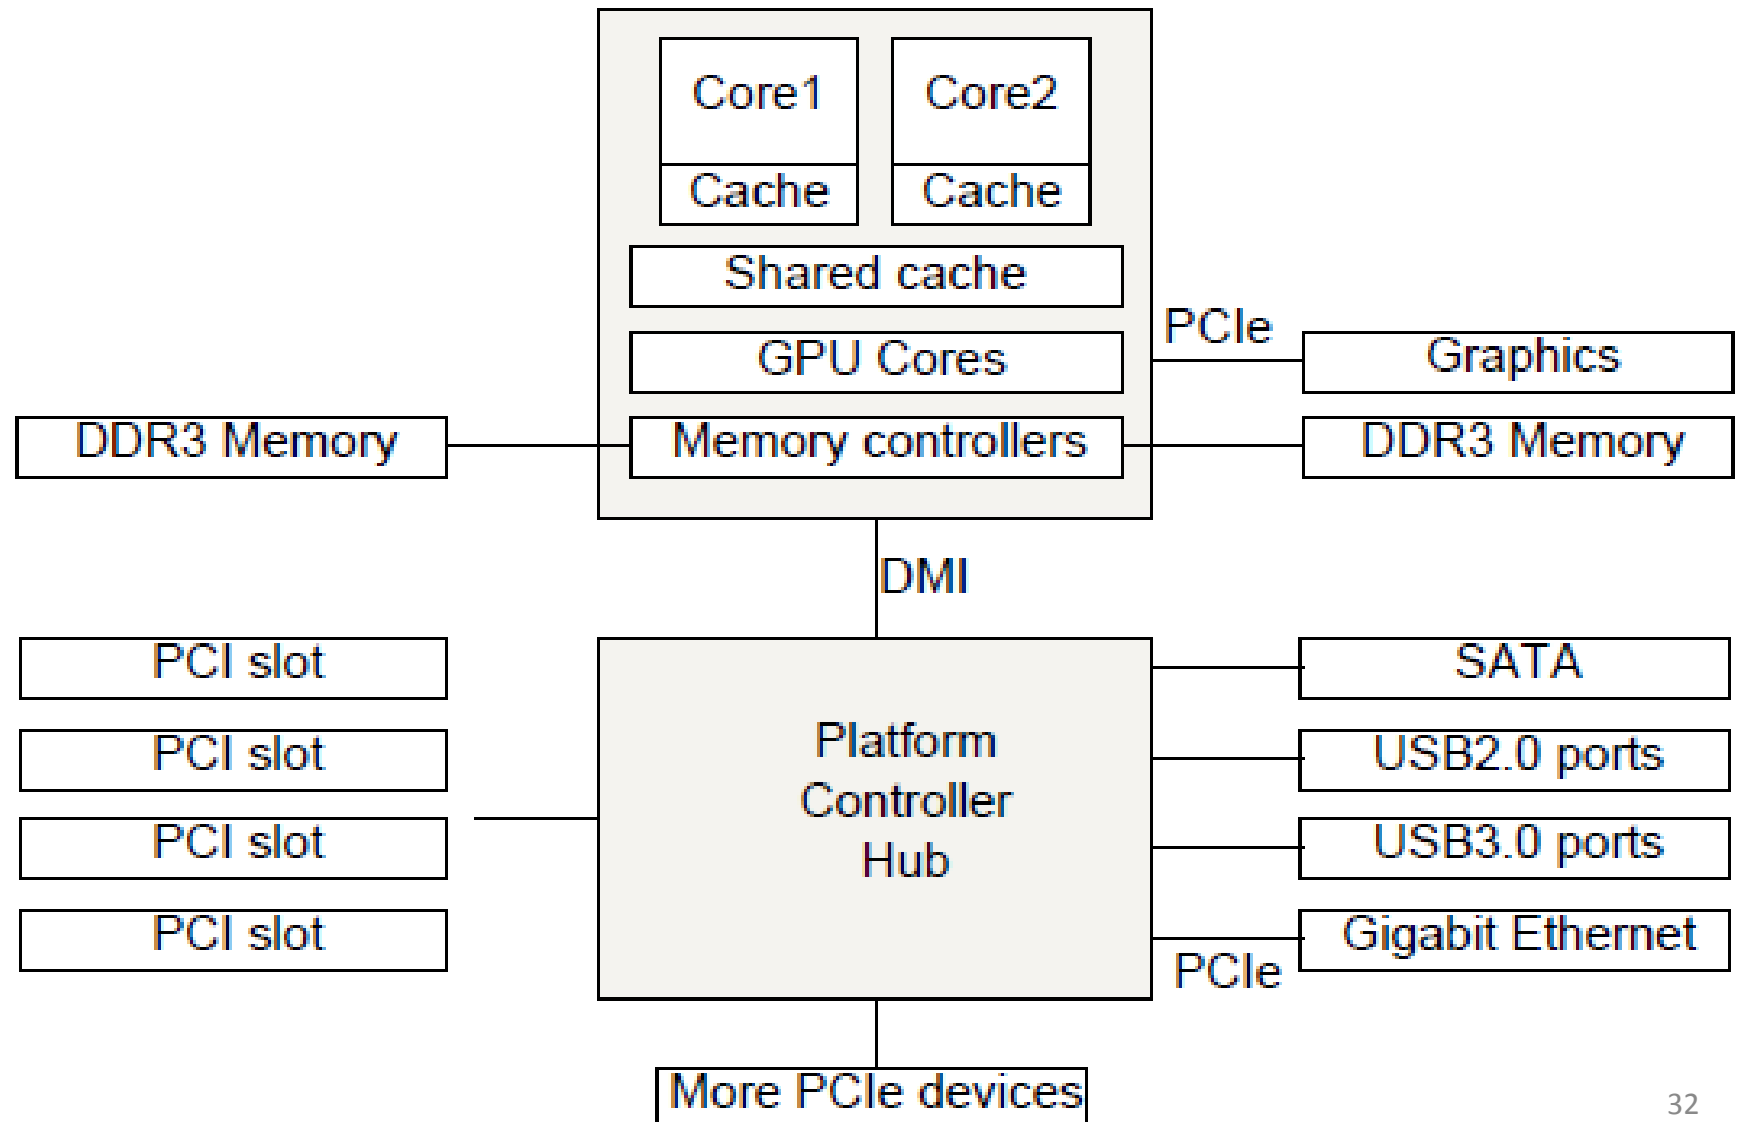 Core1
Core2
Cache
Cache
Shared cache
GPU Cores
PCIe
Graphics
DDR3 Memory
Memory controllers
DDR3 Memory
DMI
PCI slot
SATA
PCI slot
USB2.0 ports
PCI slot
USB3.0 ports
PCI slot
Gigabit Ethernet
Platform
Controller
Hub
PCIe
More PCIe devices
32